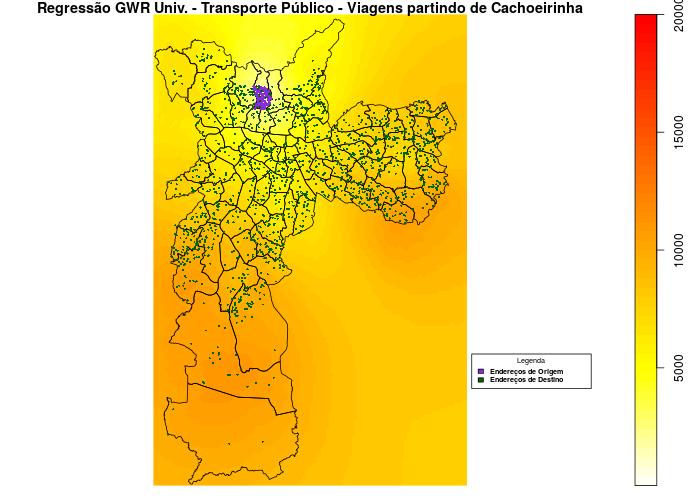 Regressão GWR Univ. - Transporte Público - Viagens partindo de Cachoeirinha
20000
15000
10000
5000
Legenda
Endereços de Origem
Endereços de Destino